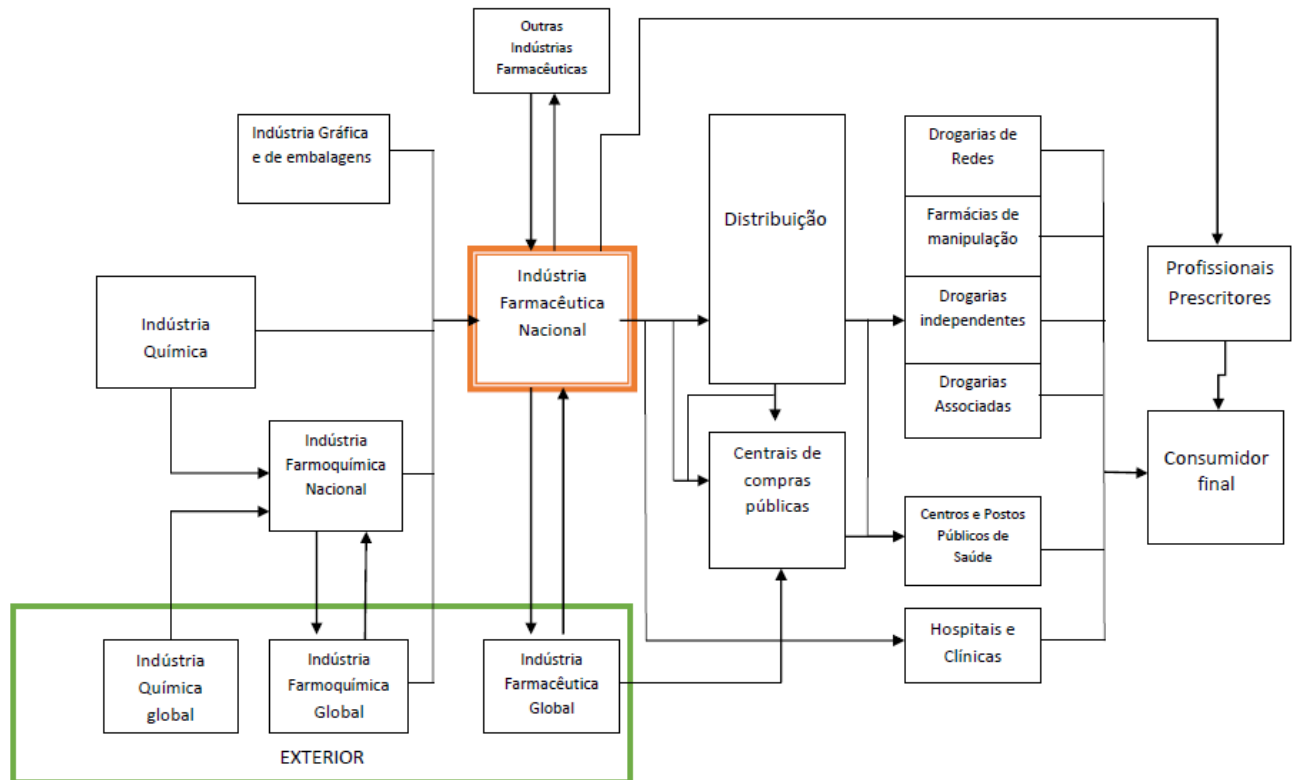 Outras
Indústrias
Farmacêuticas
Indústria Gráfica
e de embalagens
Indústria
Química
Indústria
Farmoquímica
Nacional
Indústria
Química
global
Indústria
Farmoquímica
Global
EXTERIOR
Indústria
Farmacêutica
Nacional
Indústria
Farmacêutica
Global
Distribuição
Centrais de
compras
públicas
Drogarias de
Redes
Farmácias de
manipulação
Drogarias
independentes
Drogarias
Associadas
Centros e Postos
Públicos de
Saúde
Hospitais e
Clínicas
Profissionais
Prescritores
Consumidor
final